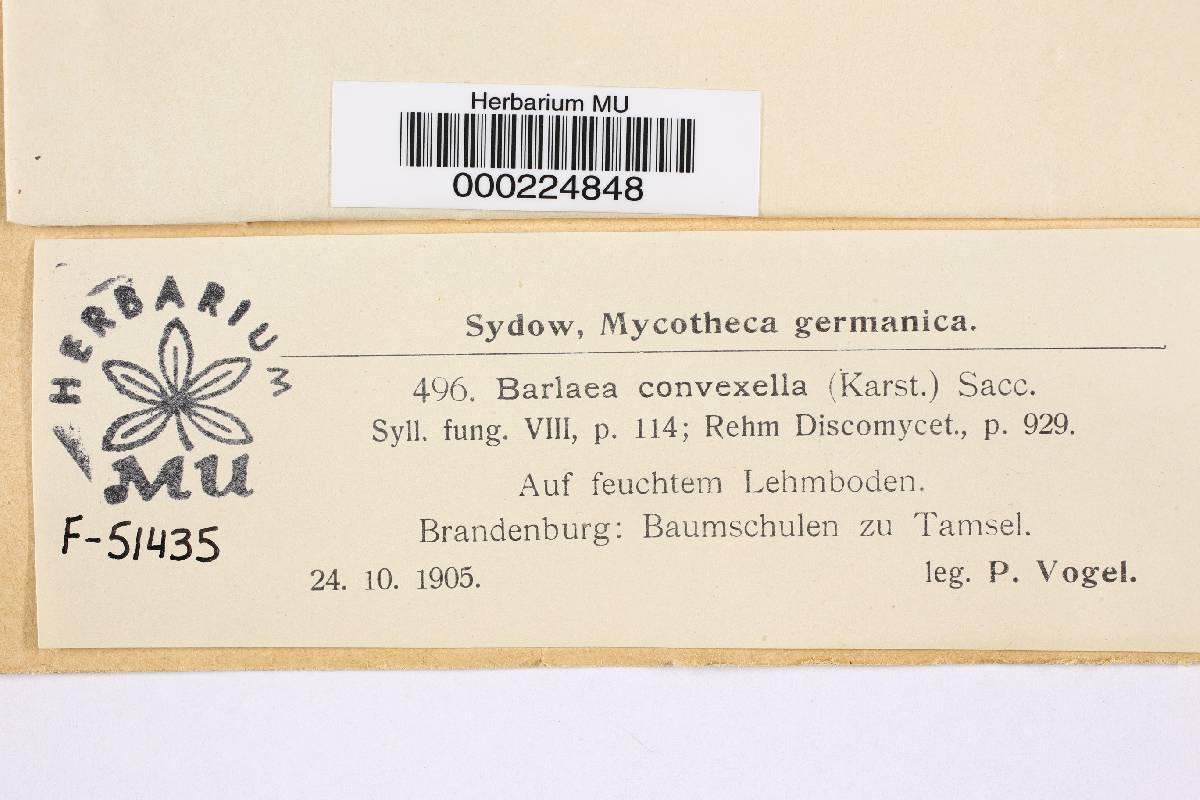 Herbarium MU
000224848
HERBARIUM
MU
F-51435
Sydow, Mycotheca germanica.
496. Barlaea convexella (Karst.) Sacc.
Syll. fung. VIII, p. 114; Rehm Discomycet., p. 929.
Auf feuchtem Lehmboden.
Brandenburg: Baumschulen zu Tamsel.
24. 10. 1905. leg. P. Vogel.